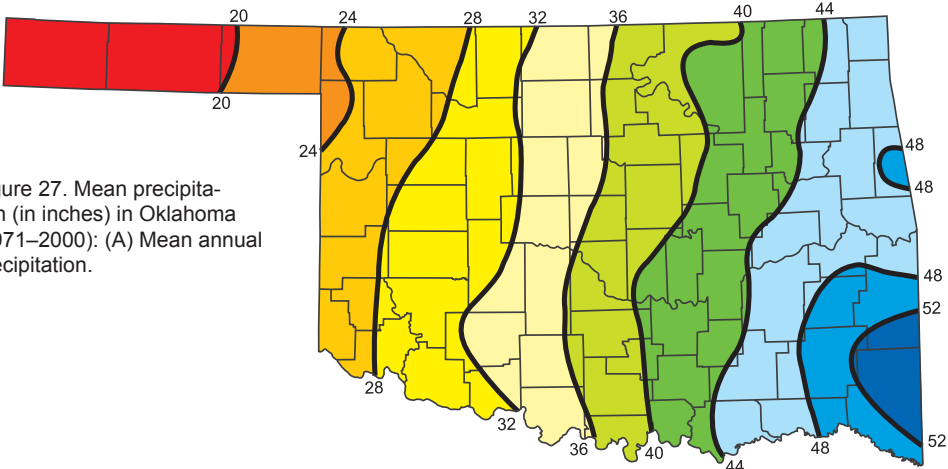 20 24 28 32 36 40 44
20
24
48
48
gure 27. Mean precipita-
n (in inches) in Oklahoma
971–2000): (A) Mean annual
ecipitation.
48
52
28
32
36 40 44 48 52